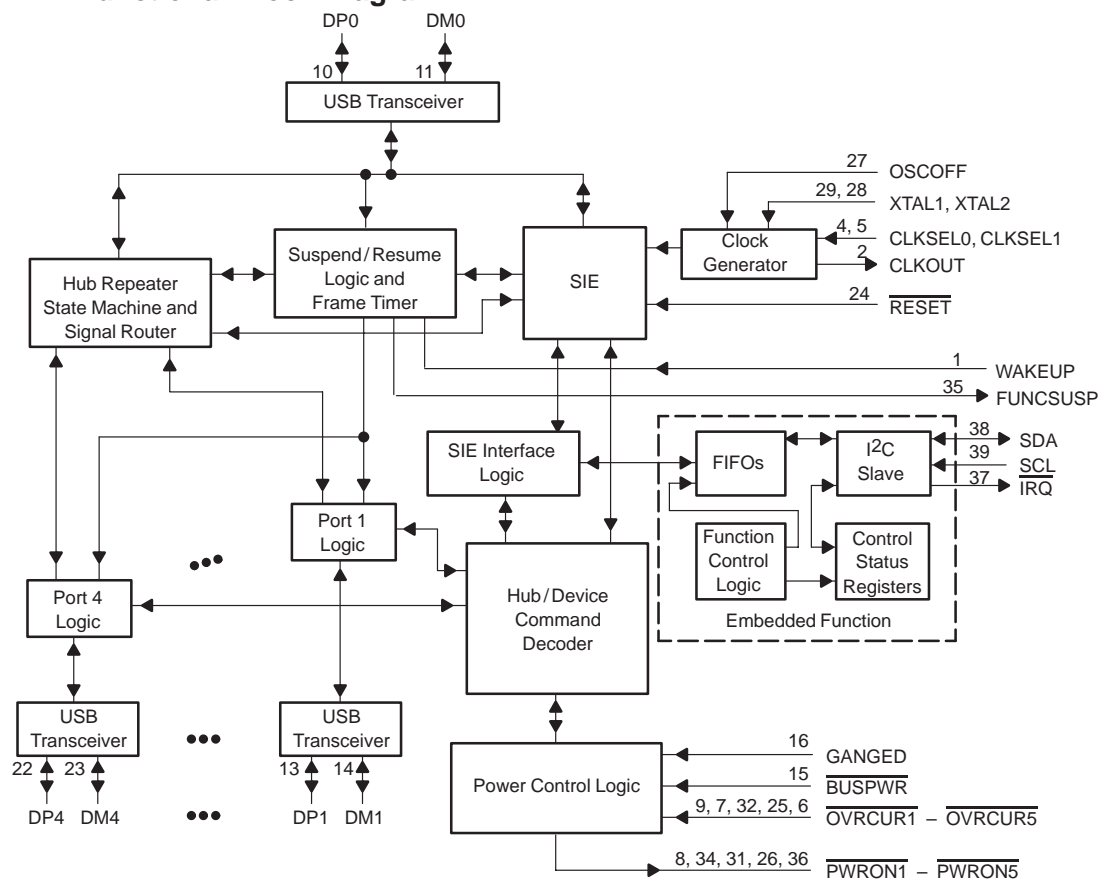 DP0 DM0
10 11
USB Transceiver
27 OSCOFF
29, 28 XTAL1, XTAL2
4, 5 CLKSEL0, CLKSEL1
2 CLKOUT
Clock
Generator
24 RESET
Hub Repeater
State Machine and
Signal Router
Suspend/Resume
Logic and
Frame Timer
SIE
1 WAKEUP
35 FUNCSUSP
SIE Interface
Logic
FIFOs
I2C
Slave
38 SDA
39 SCL
37 IRQ
Function
Control
Logic
Control
Status
Registers
Embedded Function
Port 1
Logic
Port 4
Logic
Hub/Device
Command
Decoder
USB
Transceiver
USB
Transceiver
22 23 13 14
DP4 DM4 DP1 DM1
Power Control Logic
16 GANGED
15 BUSPWR
9, 7, 32, 25, 6 OVRCUR1 – OVRCUR5
8, 34, 31, 26, 36 PWRON1 – PWRON5